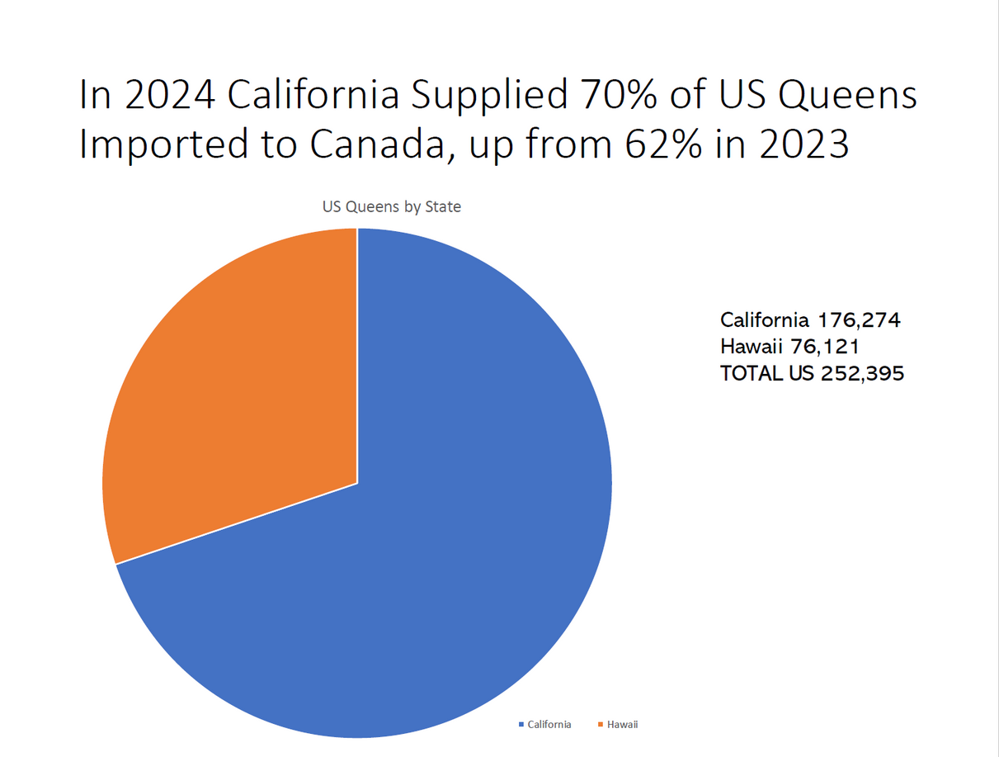 In 2024 California Supplied 70% of US Queens
Imported to Canada, up from 62% in 2023
US Queens by State
California 176,274
Hawaii 76,121
TOTAL US 252,395
California Hawaii